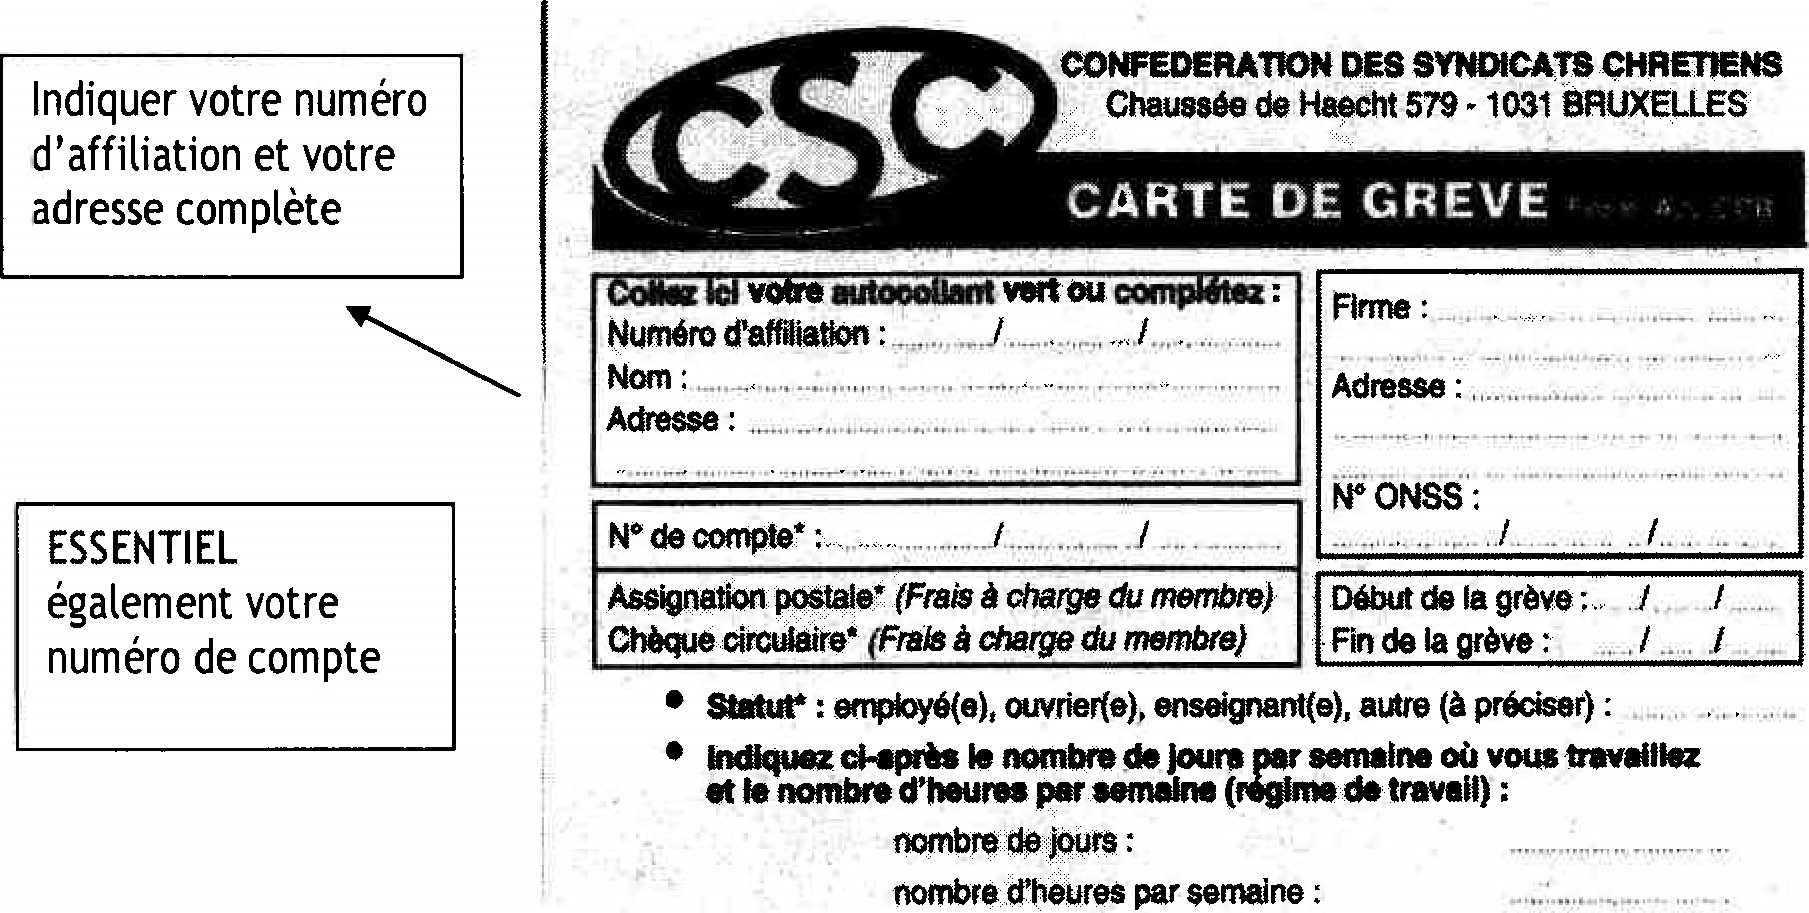 Indiquer votre numéro
d'affiliation et votre
adresse complète
ESSENTIEL
également votre
numéro de compte
CSC
CONFEDERATION DES SYNDICATS CHRETIENS
Chaussée de Haecht 579 - 1031 BRUXELLES
CARTE DE GREVE
Collez ici votre autocollant vert ou complétez :
Numéro d'affiliation : / /
Nom :
Adresse :
N° de compte* : / /
Assignation postale* (Frais à charge du membre)
Chèque circulaire* (Frais à charge du membre)
Firme :
Adresse :
N° ONSS :
/ /
Début de la grève : / /
Fin de la grève : / /
• Statut* : employé(e), ouvrier(e), enseignant(e), autre (à préciser) :
• Indiquez ci-après le nombre de jours par semaine où vous travaillez
et le nombre d'heures par semaine (régime de travail) :
nombre de jours :
nombre d'heures par semaine :